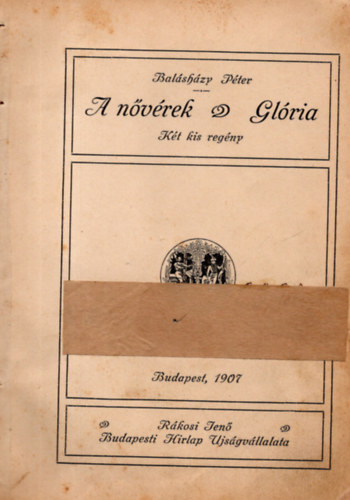 Balásházy Péter
A nővérek Glória
Két kis regény
Budapest, 1907
Rákosi Jenő
Budapesti Hirlap Ujságvállalata